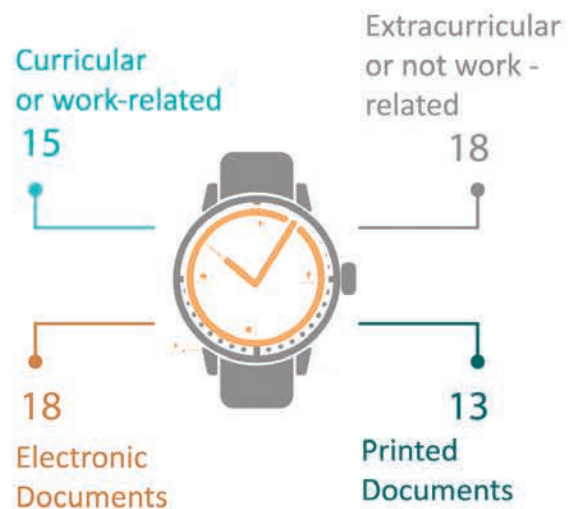 Curricular
or work-related
15
Extracurricular
or not work -
related
18
18
Electronic
Documents
13
Printed
Documents